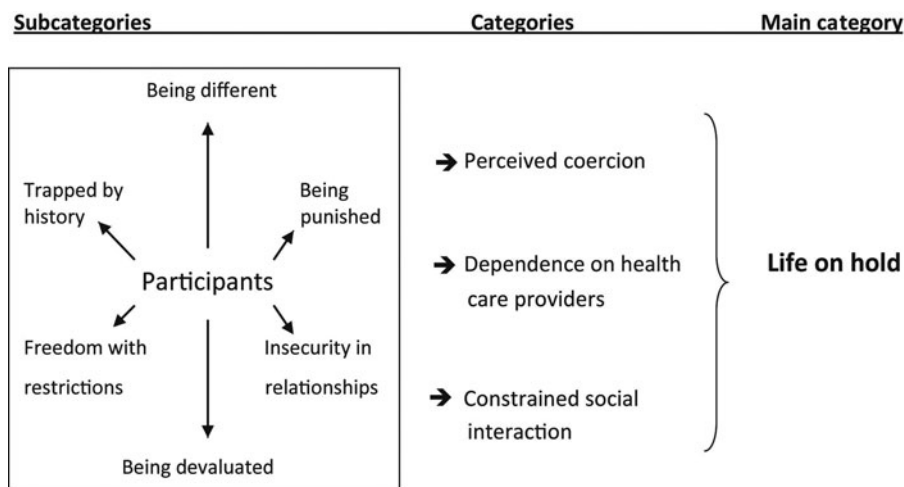 Subcategories Categories Main category
Being different
Trapped by
history
Being
punished
Participants
Freedom with
restrictions
Insecurity in
relationships
Being devaluated
Perceived coercion
Dependence on health
care providers
Constrained social
interaction
Life on hold